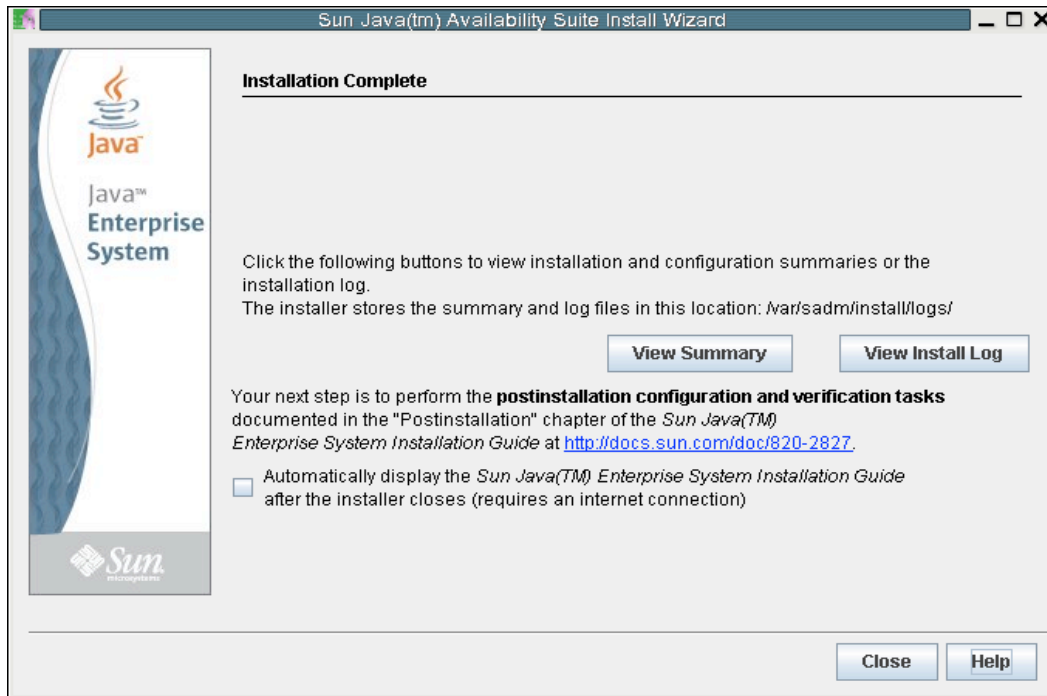 Sun Java(tm) Availability Suite Install Wizard
Java™
Java™
Enterprise
System
Sun
microsystems
Installation Complete
Click the following buttons to view installation and configuration summaries or the
installation log.
The installer stores the summary and log files in this location: /var/sadm/install/logs/
View Summary
View Install Log
Your next step is to perform the postinstallation configuration and verification tasks
documented in the "Postinstallation" chapter of the Sun Java(TM)
Enterprise System Installation Guide at http://docs.sun.com/doc/820-2827.
Automatically display the Sun Java(TM) Enterprise System Installation Guide
after the installer closes (requires an internet connection)
Close
Help